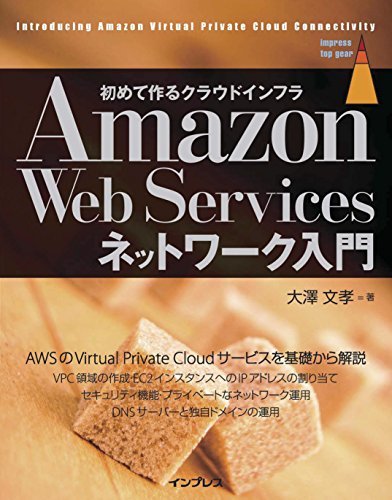 Introducing Amazon Virtual Private Cloud Connectivity
impress
top gear
初めて作るクラウドインフラ
Amazon
Web Services
ネットワーク入門
大澤 文孝=著
AWSのVirtual Private Cloudサービスを基礎から解説
VPC領域の作成・EC2インスタンスへのIPアドレスの割り当て
セキュリティ機能・プライベートなネットワーク運用
DNSサーバーと独自ドメインの運用
インプレス